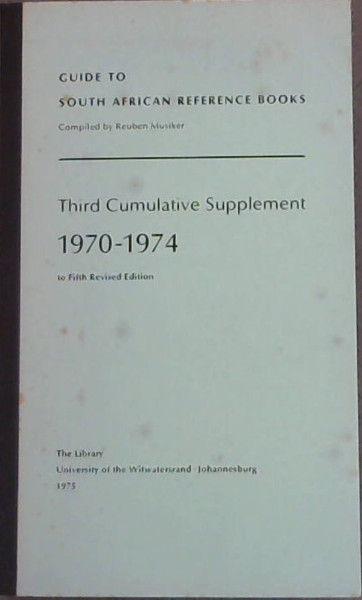 GUIDE TO
SOUTH AFRICAN REFERENCE BOOKS
Compiled by Reuben Musiker
Third Cumulative Supplement
1970-1974
to Fifth Revised Edition
The Library
University of the Witwatersrand · Johannesburg
1975